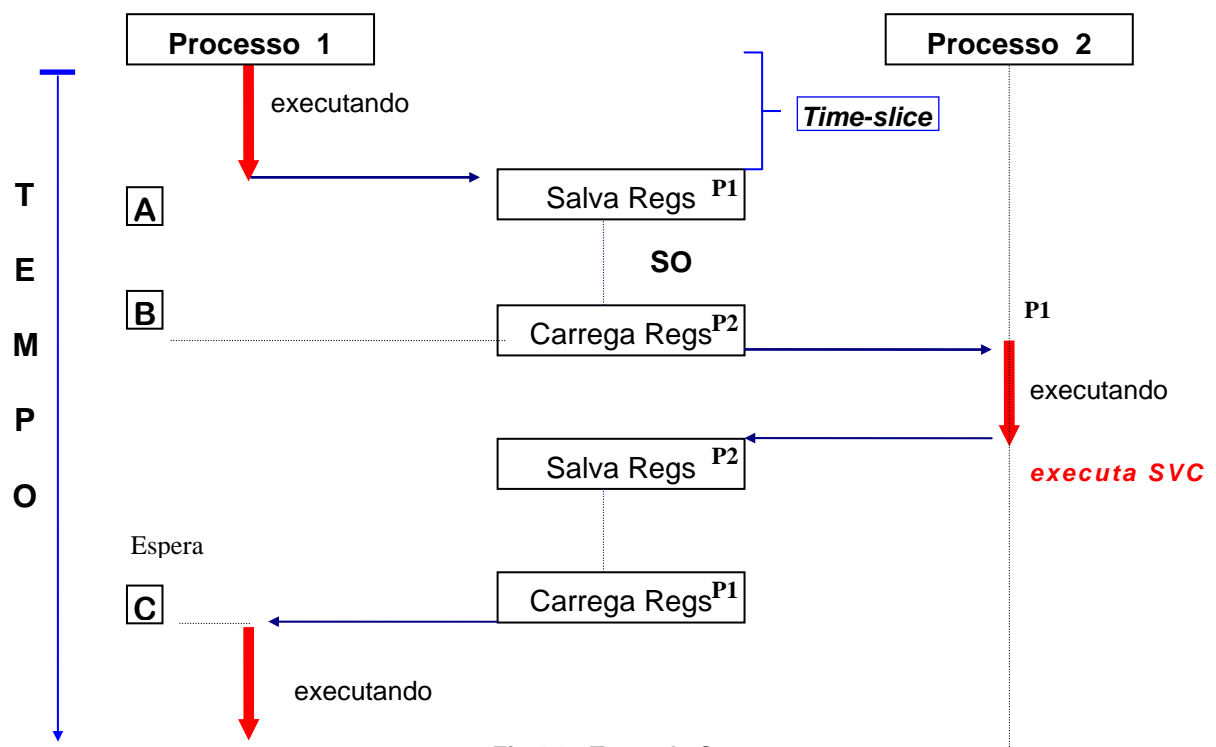 Processo 1
Processo 2
executando
Time-slice
T
E
M
P
O
A
Salva Regs P1
SO
B
Carrega Regs P2
P1
executando
Salva Regs P2
executa SVC
Espera
C
Carrega Regs P1
executando